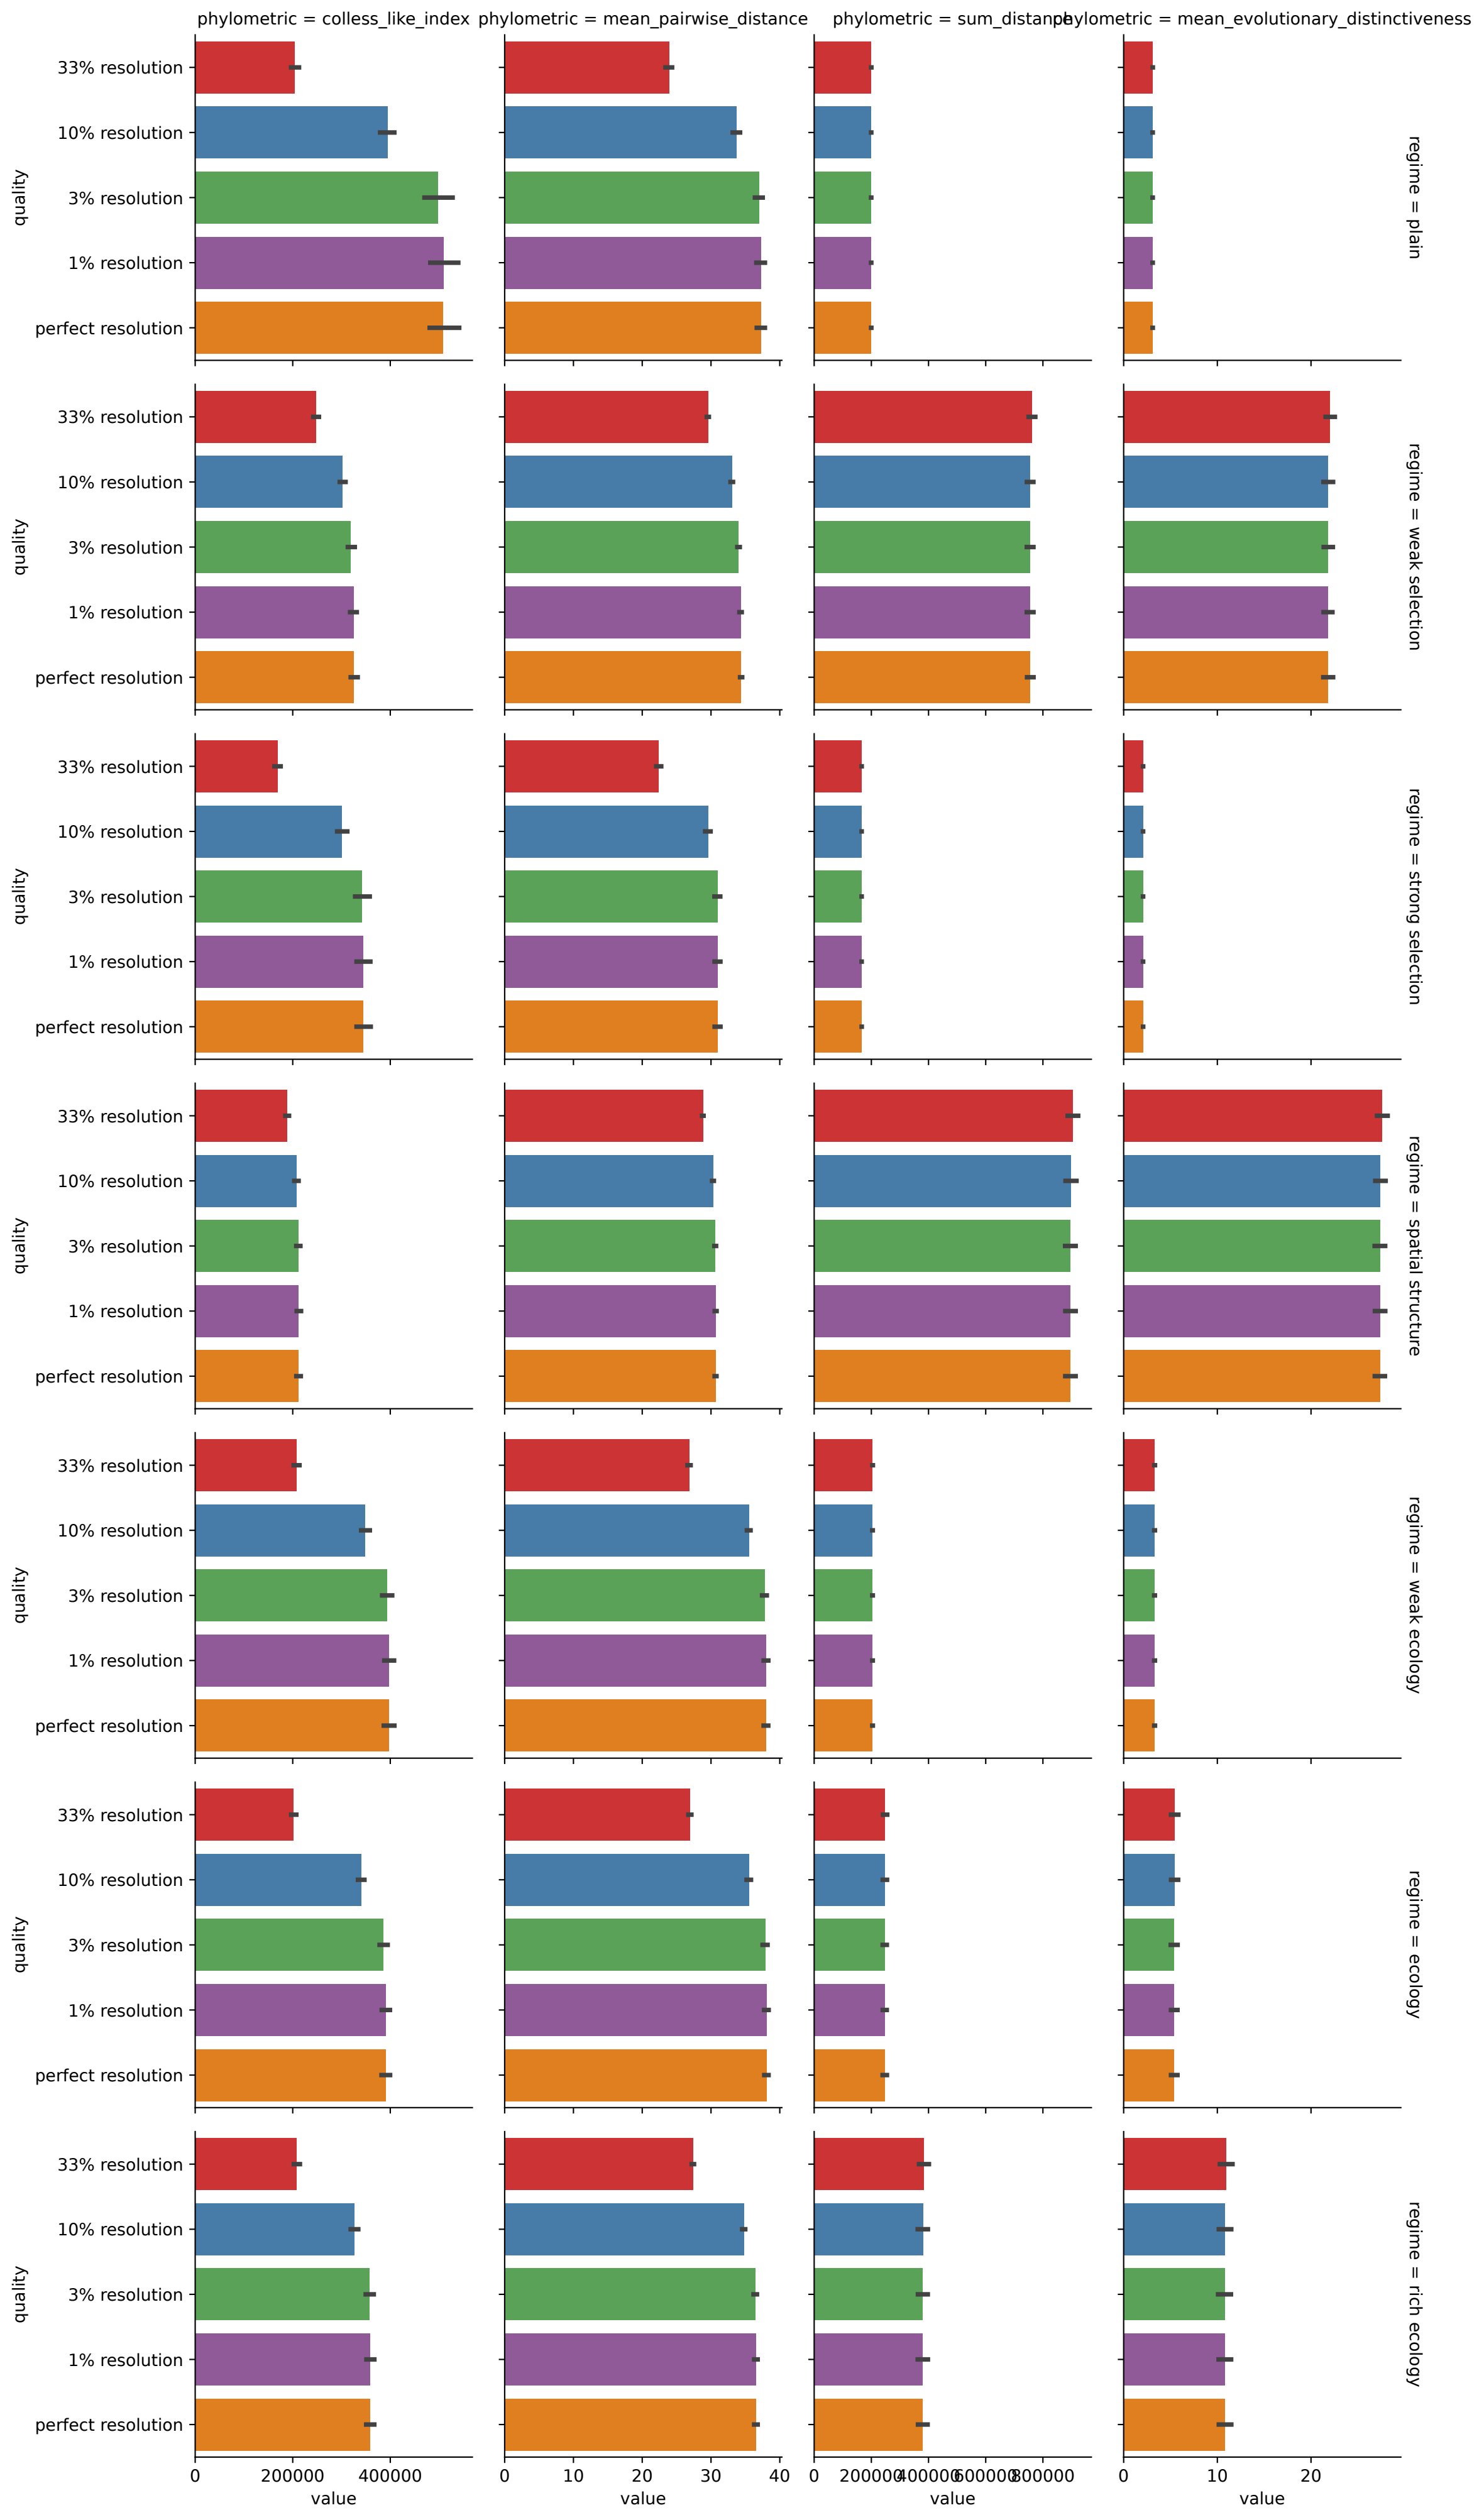 phylometric = colless_like_index phylometric = mean_pairwise_distance phylometric = sum_distance phylometric = mean_evolutionary_distinctiveness
33% resolution
10% resolution
3% resolution
1% resolution
perfect resolution
quality
regime = plain
33% resolution
10% resolution
3% resolution
1% resolution
perfect resolution
quality
regime = weak selection
33% resolution
10% resolution
3% resolution
1% resolution
perfect resolution
quality
regime = strong selection
33% resolution
10% resolution
3% resolution
1% resolution
perfect resolution
quality
regime = spatial structure
33% resolution
10% resolution
3% resolution
1% resolution
perfect resolution
quality
regime = weak ecology
33% resolution
10% resolution
3% resolution
1% resolution
perfect resolution
quality
regime = ecology
33% resolution
10% resolution
3% resolution
1% resolution
perfect resolution
quality
regime = rich ecology
0 200000 400000 0 10 20 30 40 0 200000 400000 600000 800000 0 10 20
value value value value